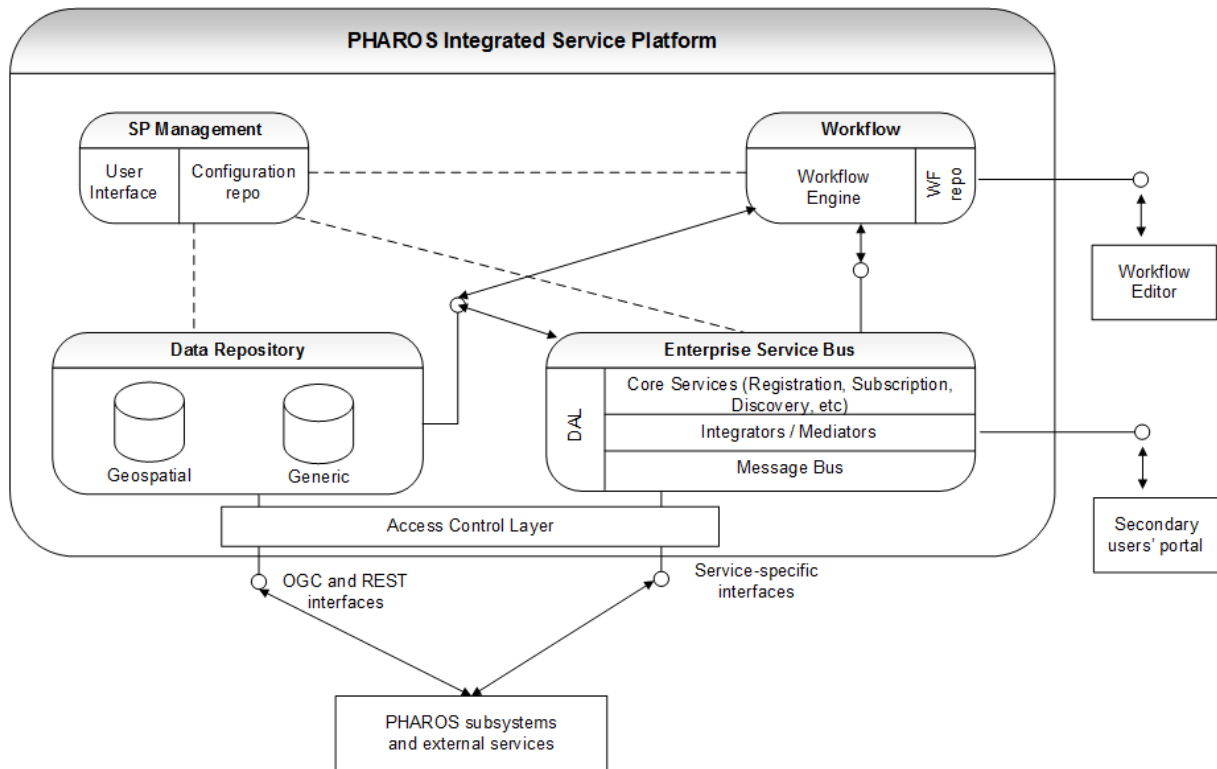 PHAROS Integrated Service Platform
SP Management
User
Interface
Configuration
repo
Workflow
Workflow
Engine
WF
repo
Workflow
Editor
Data Repository
Geospatial
Generic
Enterprise Service Bus
DAL
Core Services (Registration, Subscription,
Discovery, etc)
Integrators / Mediators
Message Bus
Secondary
users' portal
Access Control Layer
OGC and REST
interfaces
Service-specific
interfaces
PHAROS subsystems
and external services